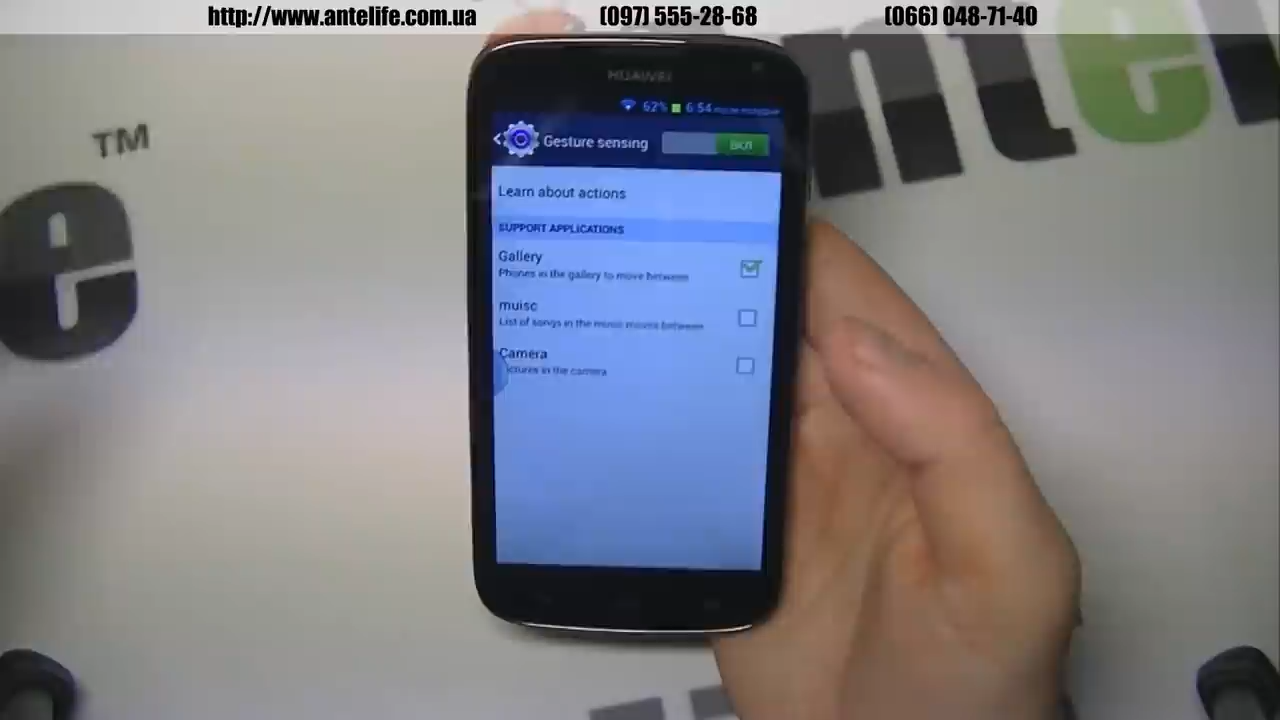 http://www.antelife.com.ua (097) 555-28-68 (066) 048-71-40
HUAWEI
62% 6:54
Gesture sensing
Learn about actions
SUPPORT APPLICATIONS
Gallery
Phones in the gallery to move between
muisc
List of songs in the music moves between
Camera
ictures in the camera
TM
e
ntel